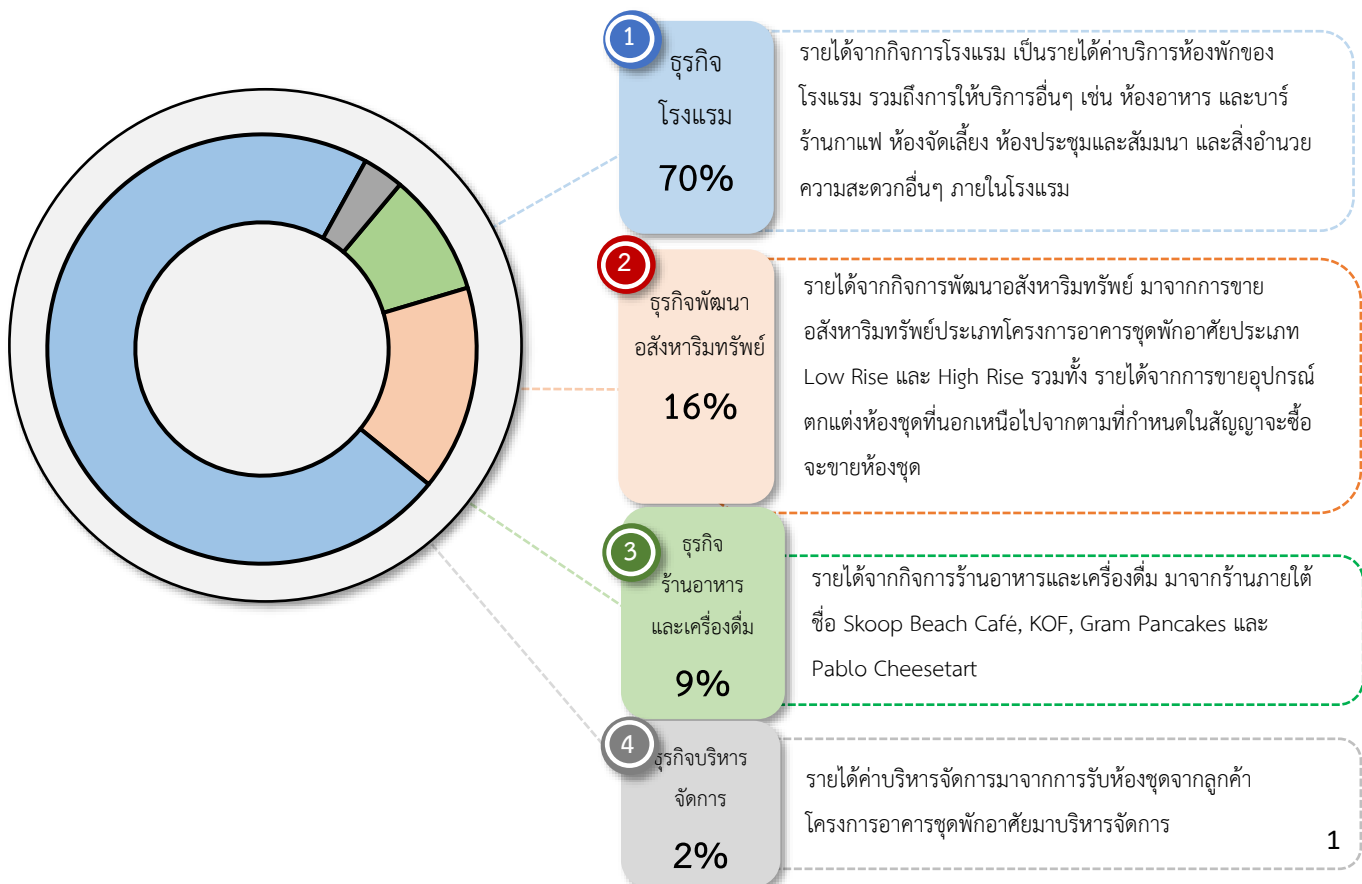 1
ธุรกิจ
โรงแรม
70%
รายได้จากกิจการโรงแรม เป็นรายได้ค่าบริการห้องพักของ
โรงแรม รวมถึงการให้บริการอื่นๆ เช่น ห้องอาหาร และบาร์
ร้านกาแฟ ห้องจัดเลี้ยง ห้องประชุมและสัมมนา และสิ่งอำนวย
ความสะดวกอื่นๆ ภายในโรงแรม
2
ธุรกิจพัฒนา
อสังหาริมทรัพย์
16%
รายได้จากกิจการพัฒนาอสังหาริมทรัพย์ มาจากการขาย
อสังหาริมทรัพย์ประเภทโครงการอาคารชุดพักอาศัยประเภท
Low Rise และ High Rise รวมทั้ง รายได้จากการขายอุปกรณ์
ตกแต่งห้องชุดที่นอกเหนือไปจากตามที่กำหนดในสัญญาจะซื้อ
จะขายห้องชุด
3
ธุรกิจ
ร้านอาหาร
และเครื่องดื่ม
9%
รายได้จากกิจการร้านอาหารและเครื่องดื่ม มาจากร้านภายใต้
ชื่อ Skoop Beach Café, KOF, Gram Pancakes และ
Pablo Cheesetart
4
ธุรกิจบริหาร
จัดการ
2%
รายได้ค่าบริหารจัดการมาจากการรับห้องชุดจากลูกค้า
โครงการอาคารชุดพักอาศัยมาบริหารจัดการ
1